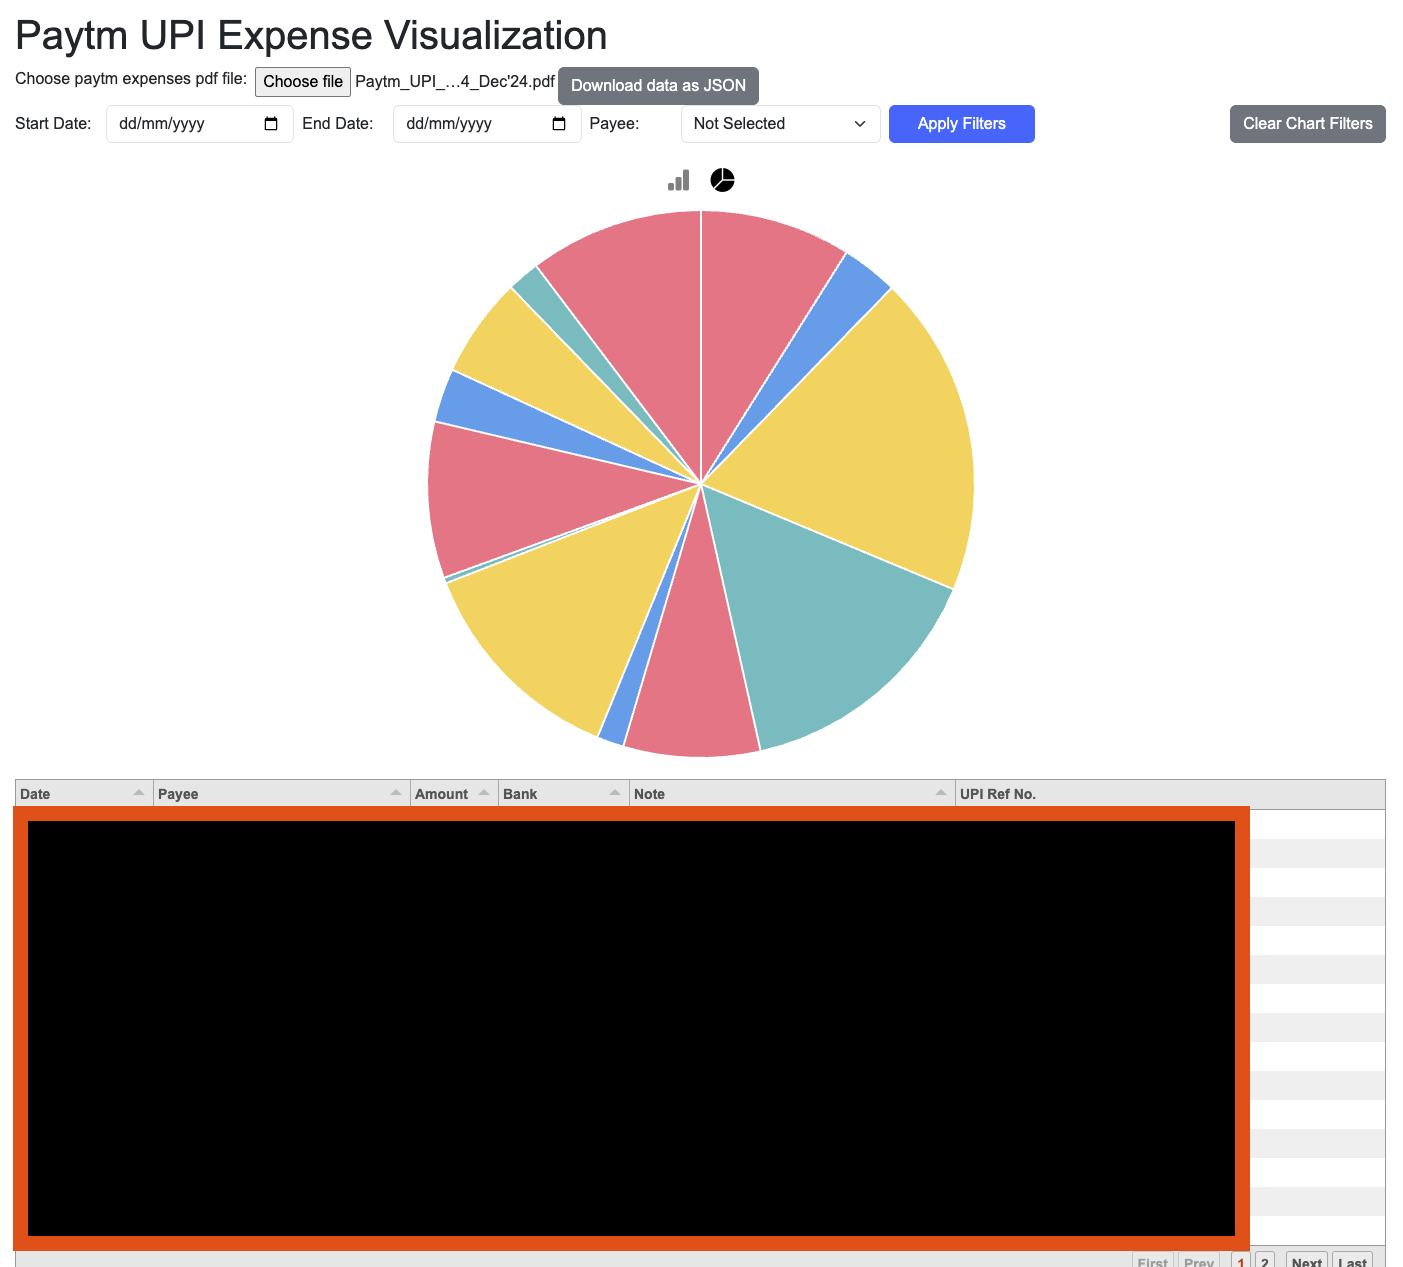 Paytm UPI Expense Visualization
Choose paytm expenses pdf file: Choose file Paytm_UPI_...4_Dec'24.pdf Download data as JSON
Start Date: dd/mm/yyyy End Date: dd/mm/yyyy Payee: Not Selected Apply Filters Clear Chart Filters
Date Payee Amount Bank Note UPI Ref No.
First Prev 1 2 Next Last